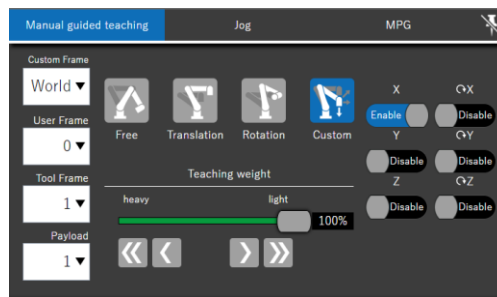 Manual guided teaching
Jog
MPG
Custom Frame
World ▼
User Frame
0 ▼
Tool Frame
1 ▼
Payload
1 ▼
Free
Translation
Rotation
Custom
Teaching weight
heavy
light
100%
X
↷X
Enable
Disable
Y
↷Y
Disable
Disable
Z
↷Z
Disable
Disable